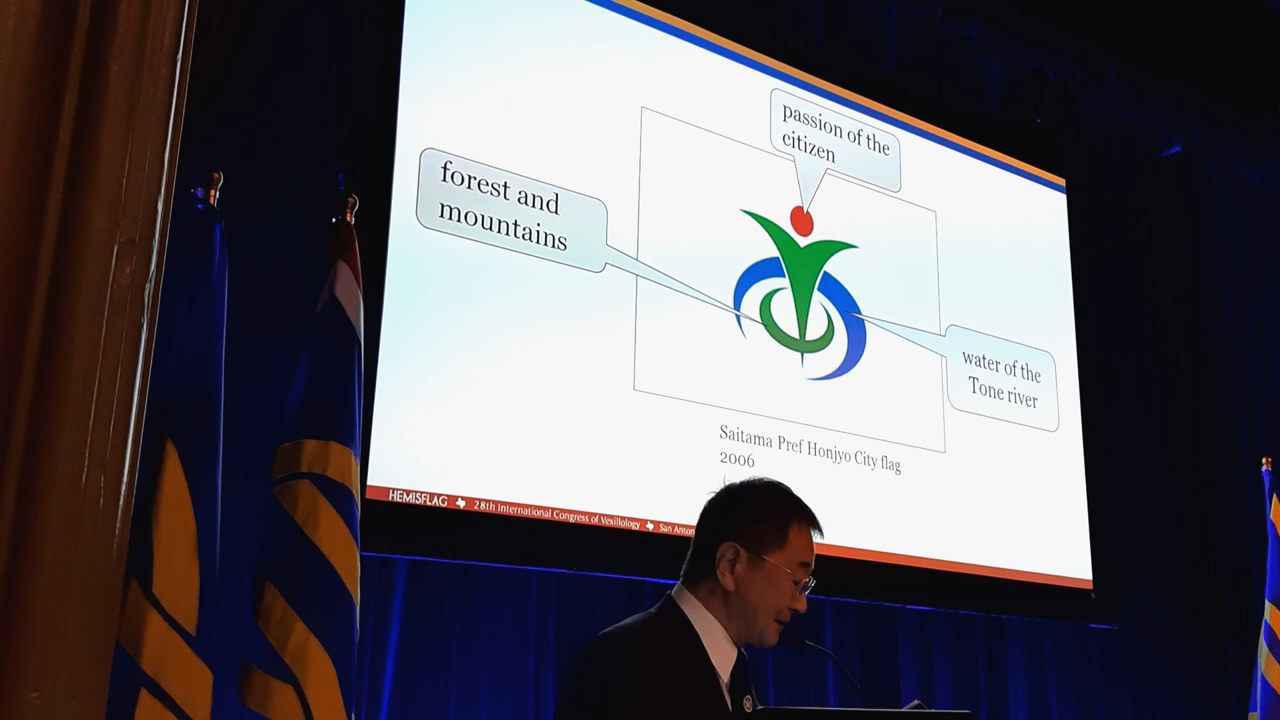 passion of the
citizen
forest and
mountains
water of the
Tone river
Saitama Pref Honjyo City flag
2006
HEMISFLAG 28th International Congress of Vexillology San Anton